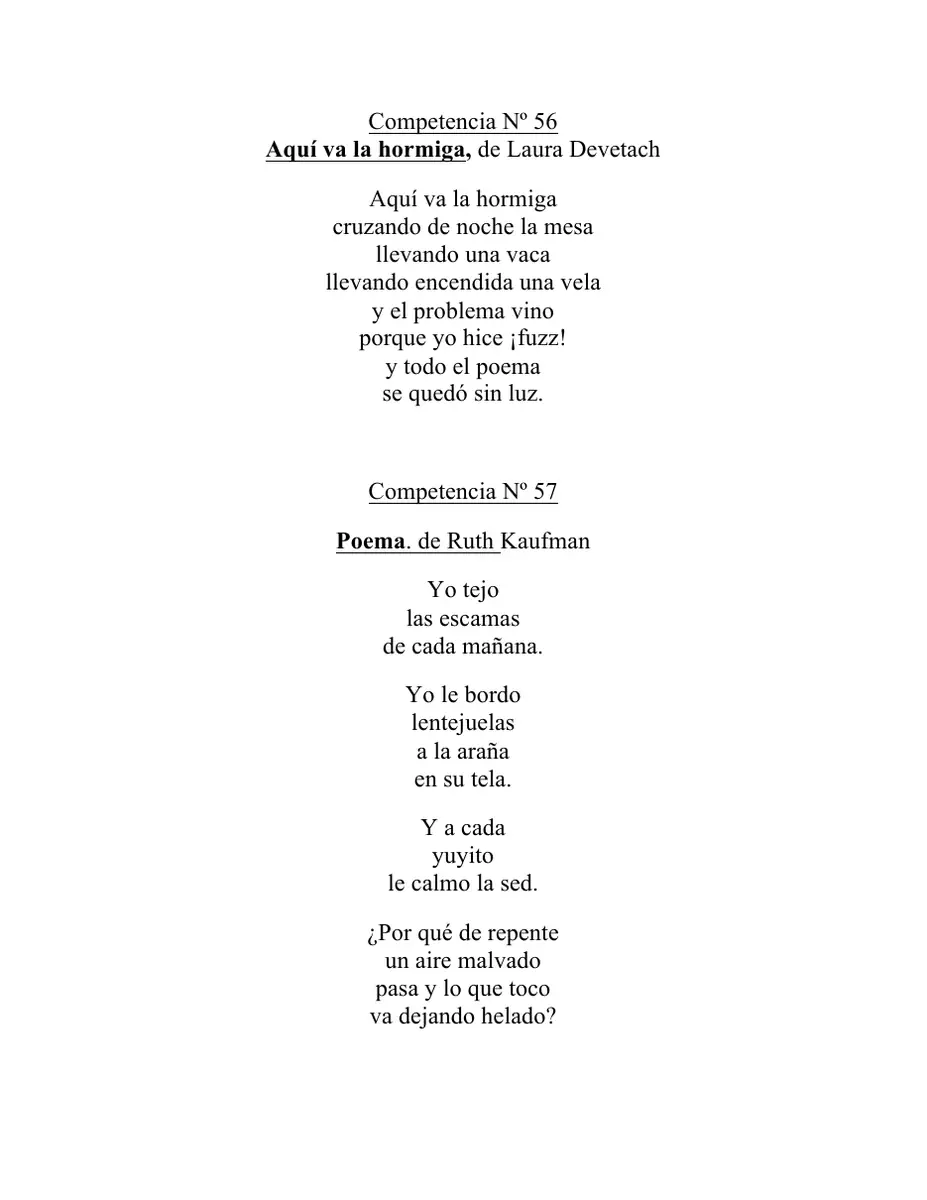 Competencia Nº 56
Aquí va la hormiga, de Laura Devetach
Aquí va la hormiga
cruzando de noche la mesa
llevando una vaca
llevando encendida una vela
y el problema vino
porque yo hice ¡fuzz!
y todo el poema
se quedó sin luz.
Competencia Nº 57
Poema. de Ruth Kaufman
Yo tejo
las escamas
de cada mañana.
Yo le bordo
lentejuelas
a la araña
en su tela.
Y a cada
yuyito
le calmo la sed.
¿Por qué de repente
un aire malvado
pasa y lo que toco
va dejando helado?